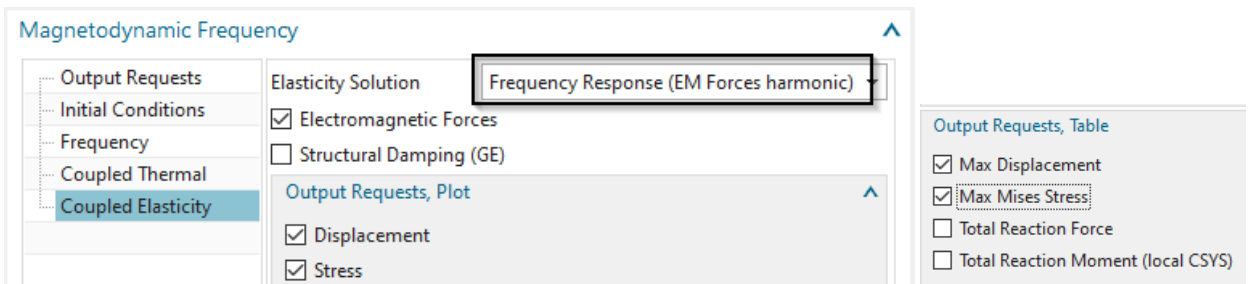 Magnetodynamic Frequency
Output Requests
Initial Conditions
Frequency
Coupled Thermal
Coupled Elasticity
Elasticity Solution Frequency Response (EM Forces harmonic)
Electromagnetic Forces
Structural Damping (GE)
Output Requests, Plot
Displacement
Stress
Output Requests, Table
Max Displacement
Max Mises Stress
Total Reaction Force
Total Reaction Moment (local CSYS)